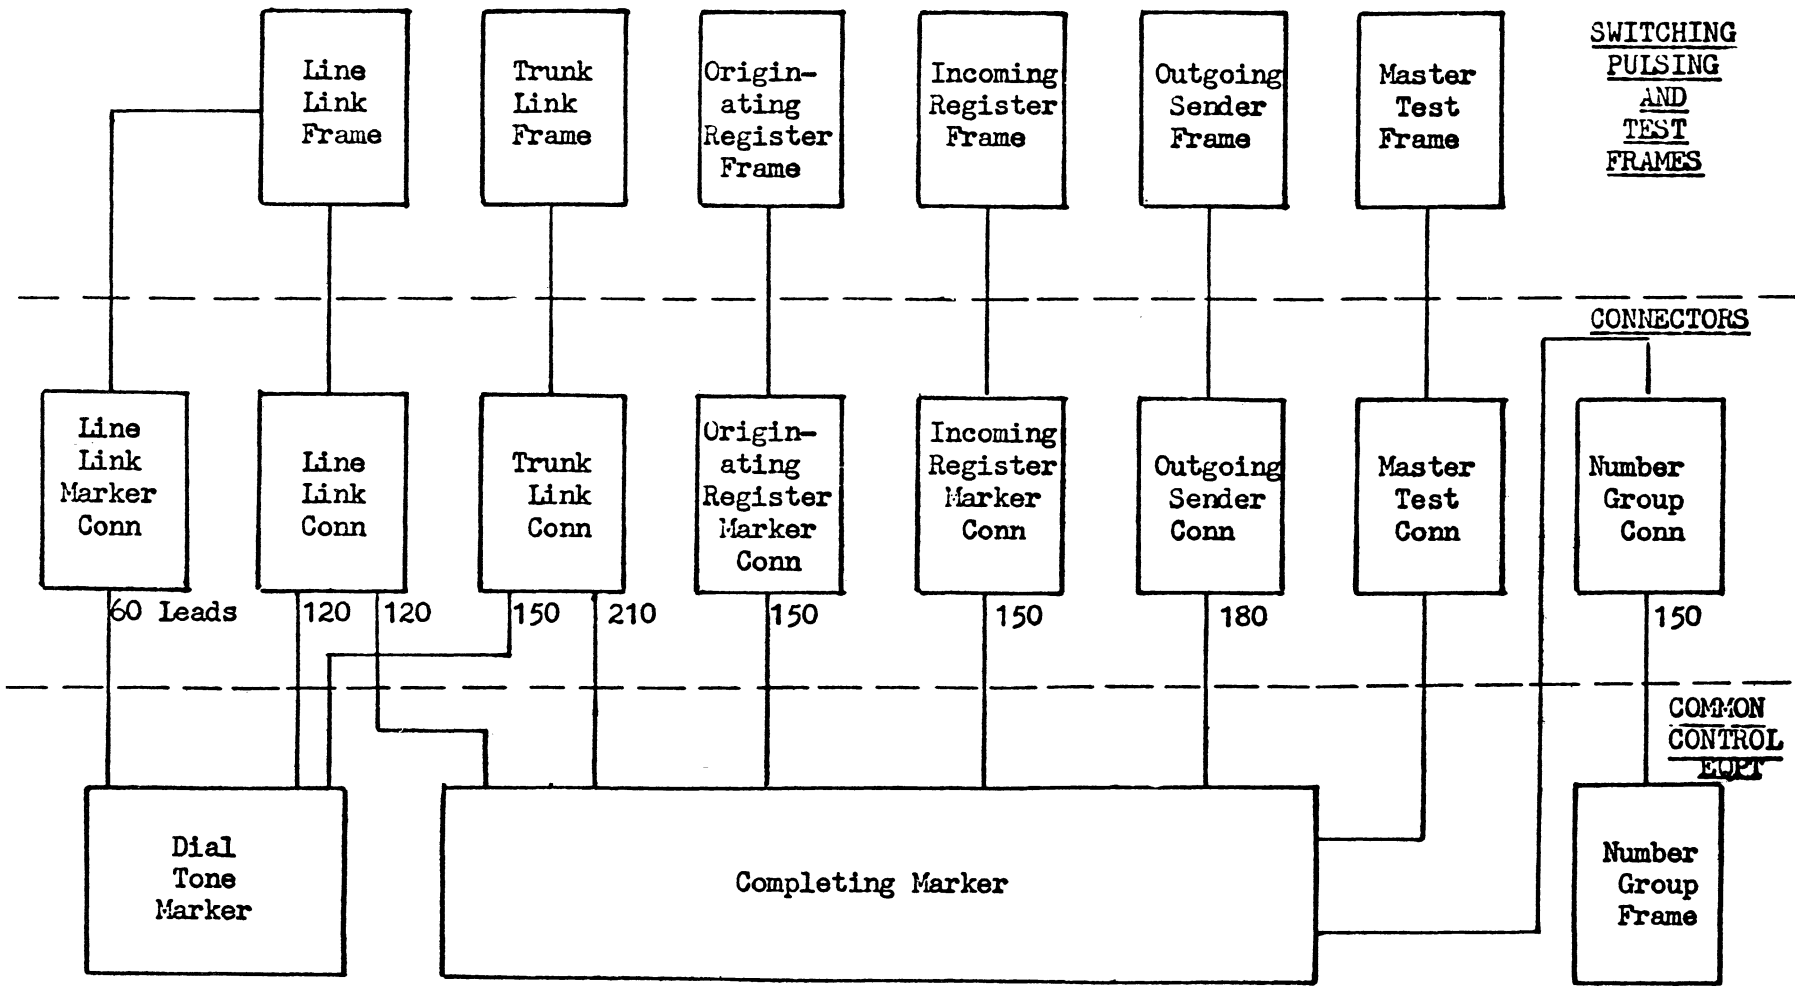 Line
Link
Frame
Trunk
Link
Frame
Origin-
ating
Register
Frame
Incoming
Register
Frame
Outgoing
Sender
Frame
Master
Test
Frame
SWITCHING
PULSING
AND
TEST
FRAMES
CONNECTORS
Line
Link
Marker
Conn
Line
Link
Conn
Trunk
Link
Conn
Origin-
ating
Register
Marker
Conn
Incoming
Register
Marker
Conn
Outgoing
Sender
Conn
Master
Test
Conn
Number
Group
Conn
60 Leads
120
120
150
210
150
150
180
150
COMMON
CONTROL
EQPT
Dial
Tone
Marker
Completing Marker
Number
Group
Frame